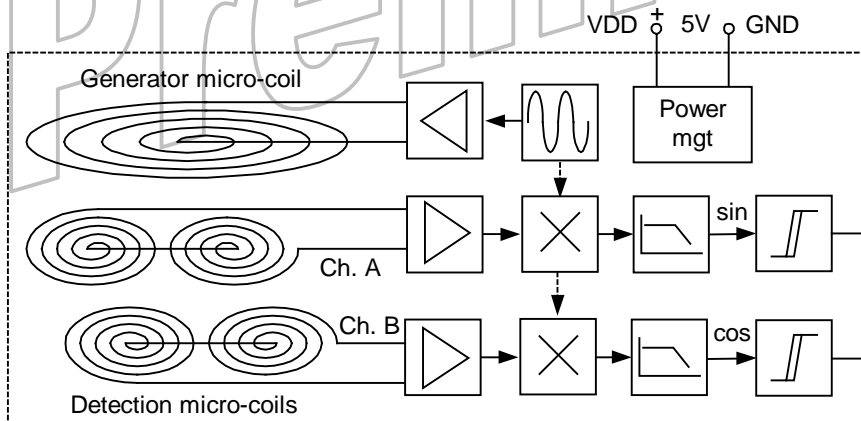 VDD + 5V GND
Generator micro-coil
Power
mgt
sin
Ch. A
Ch. B
cos
Detection micro-coils